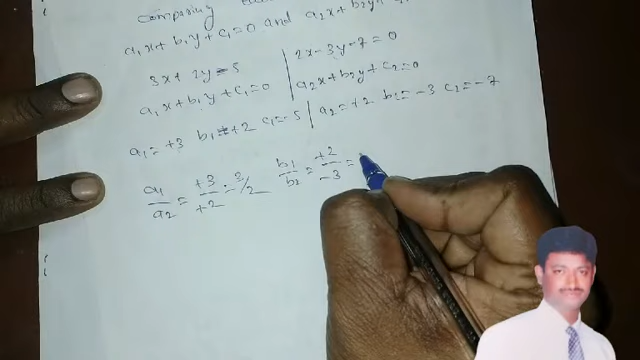 comparing
a₁x + b₁y + c₁ = 0 and a₂x + b₂y
3x + 2y = 5 | 2x - 3y - 7 = 0
a₁x + b₁y + c₁ = 0 | a₂x + b₂y + c₂ = 0
a₁ = +3 b₁ = +2 c₁ = -5 | a₂ = +2 b₂ = -3 c₂ = -7
a₁/a₂ = +3/+2 = 3/2 b₁/b₂ = +2/-3 =